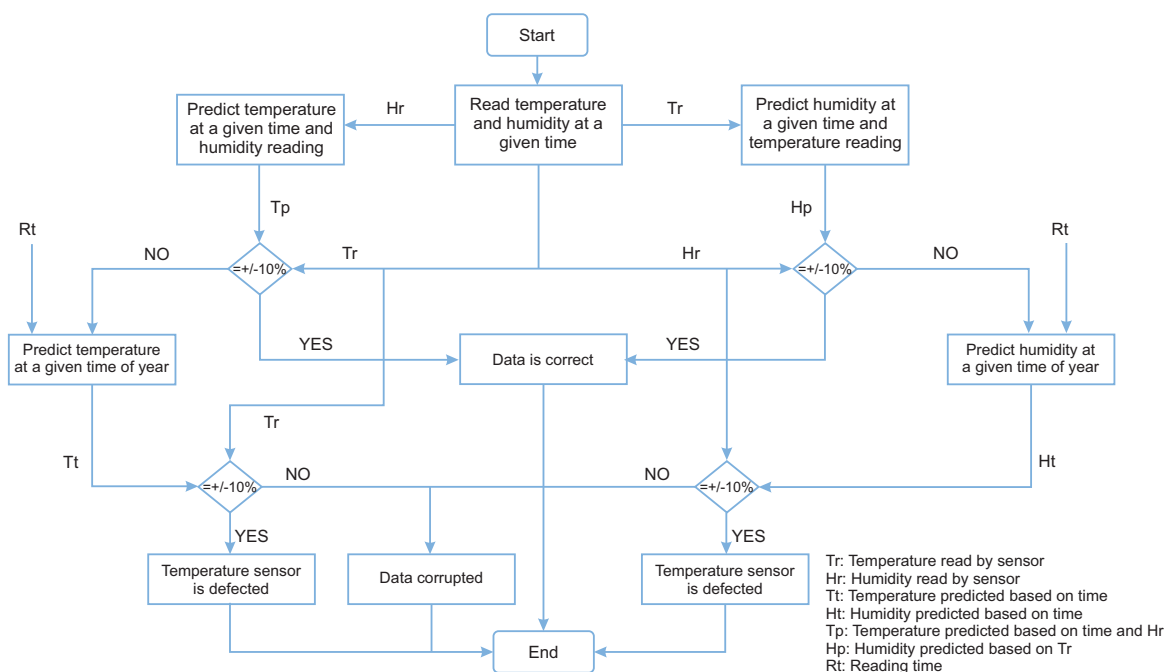 Start
Predict temperature
at a given time and
humidity reading
Hr
Read temperature
and humidity at a
given time
Tr
Predict humidity at
a given time and
temperature reading
Tp
Hp
Rt
Rt
NO
=+/-10%
Tr
Hr
=+/-10%
NO
Predict temperature
at a given time of year
YES
Data is correct
YES
Predict humidity at
a given time of year
Tr
Tt
=+/-10%
NO
NO
=+/-10%
Ht
YES
YES
Temperature sensor
is defected
Data corrupted
Temperature sensor
is defected
End
Tr: Temperature read by sensor
Hr: Humidity read by sensor
Tt: Temperature predicted based on time
Ht: Humidity predicted based on time
Tp: Temperature predicted based on time and Hr
Hp: Humidity predicted based on Tr
Rt: Reading time